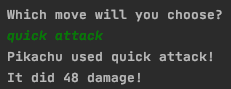 Which move will you choose?
quick attack
Pikachu used quick attack!
It did 48 damage!